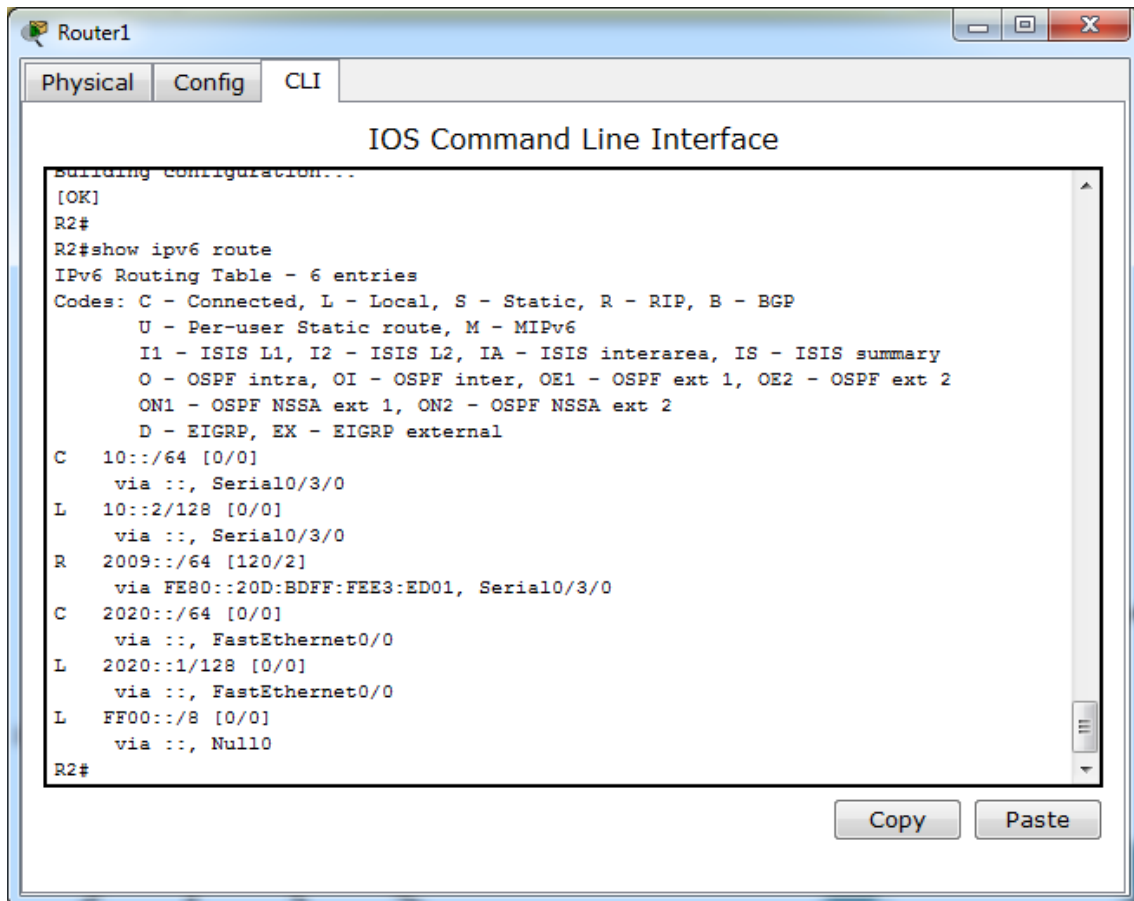 Router1
Physical Config CLI
IOS Command Line Interface
Building configuration...
[OK]
R2#
R2#show ipv6 route
IPv6 Routing Table - 6 entries
Codes: C - Connected, L - Local, S - Static, R - RIP, B - BGP
U - Per-user Static route, M - MIPv6
I1 - ISIS L1, I2 - ISIS L2, IA - ISIS interarea, IS - ISIS summary
O - OSPF intra, OI - OSPF inter, OE1 - OSPF ext 1, OE2 - OSPF ext 2
ON1 - OSPF NSSA ext 1, ON2 - OSPF NSSA ext 2
D - EIGRP, EX - EIGRP external
C 10::/64 [0/0]
via ::, Serial0/3/0
L 10::2/128 [0/0]
via ::, Serial0/3/0
R 2009::/64 [120/2]
via FE80::20D:BDFF:FEE3:ED01, Serial0/3/0
C 2020::/64 [0/0]
via ::, FastEthernet0/0
L 2020::1/128 [0/0]
via ::, FastEthernet0/0
L FF00::/8 [0/0]
via ::, Null0
R2#
Copy Paste